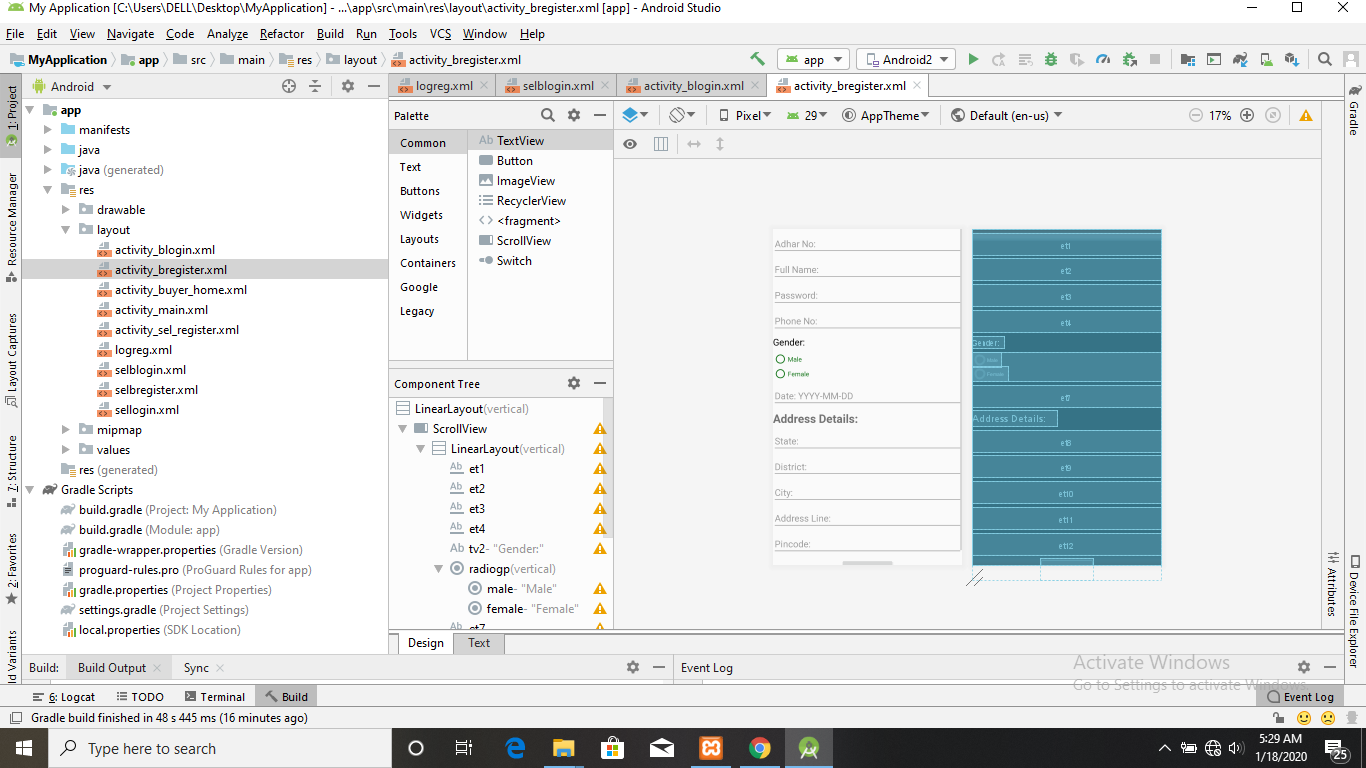 My Application [C:\Users\DELL\Desktop\MyApplication] - ...\app\src\main\res\layout\activity_bregister.xml [app] - Android Studio
File Edit View Navigate Code Analyze Refactor Build Run Tools VCS Window Help
MyApplication app src main res layout activity_bregister.xml
app Android2
Android
logreg.xml selblogin.xml activity_blogin.xml activity_bregister.xml
1: Project
Resource Manager
Layout Captures
7: Structure
2: Favorites
ld Variants
app
manifests
java
java (generated)
res
drawable
layout
activity_blogin.xml
activity_bregister.xml
activity_buyer_home.xml
activity_main.xml
activity_sel_register.xml
logreg.xml
selblogin.xml
selbregister.xml
sellogin.xml
mipmap
values
res (generated)
Gradle Scripts
build.gradle (Project: My Application)
build.gradle (Module: app)
gradle-wrapper.properties (Gradle Version)
proguard-rules.pro (ProGuard Rules for app)
gradle.properties (Project Properties)
settings.gradle (Project Settings)
local.properties (SDK Location)
Palette
Common
Text
Buttons
Widgets
Layouts
Containers
Google
Legacy
Ab TextView
Button
ImageView
RecyclerView
<fragment>
ScrollView
Switch
Component Tree
LinearLayout(vertical)
ScrollView
LinearLayout(vertical)
Ab et1
Ab et2
Ab et3
Ab et4
Ab tv2- "Gender:"
radiogp(vertical)
male- "Male"
female- "Female"
Ab et7
Design Text
Pixel 29 AppTheme Default (en-us) 17%
Adhar No:
Full Name:
Password:
Phone No:
Gender:
Male
Female
Date: YYYY-MM-DD
Address Details:
State:
District:
City:
Address Line:
Pincode:
et1
et2
et3
et4
Gender:
Male
Female
et7
Address Details:
et8
et9
et10
et11
et12
Gradle
Attributes
Device File Explorer
Build: Build Output Sync
Event Log
Activate Windows
Go to Settings to activate Windows.
6: Logcat TODO Terminal Build Event Log
Gradle build finished in 48 s 445 ms (16 minutes ago)
Type here to search
5:29 AM
1/18/2020
25